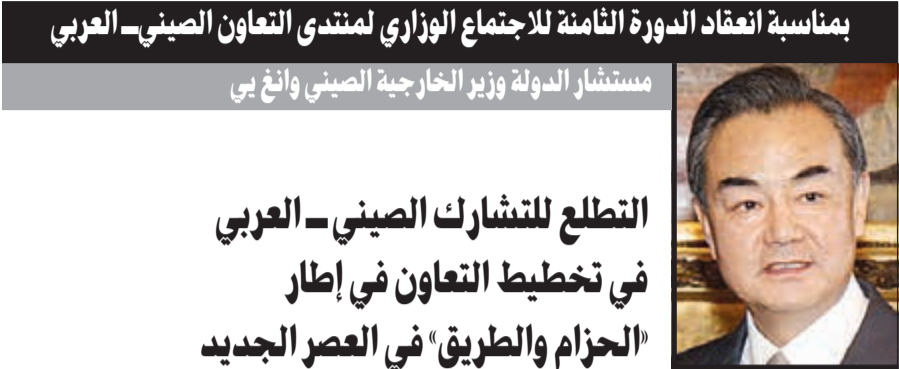 بمناسبة انعقاد الدورة الثامنة للاجتماع الوزاري لمنتدى التعاون الصيني ـ العربي
مستشار الدولة وزير الخارجية الصيني وانغ يي
التطلع للتشارك الصيني ـ العربي
في تخطيط التعاون في إطار
«الحزام والطريق» في العصر الجديد